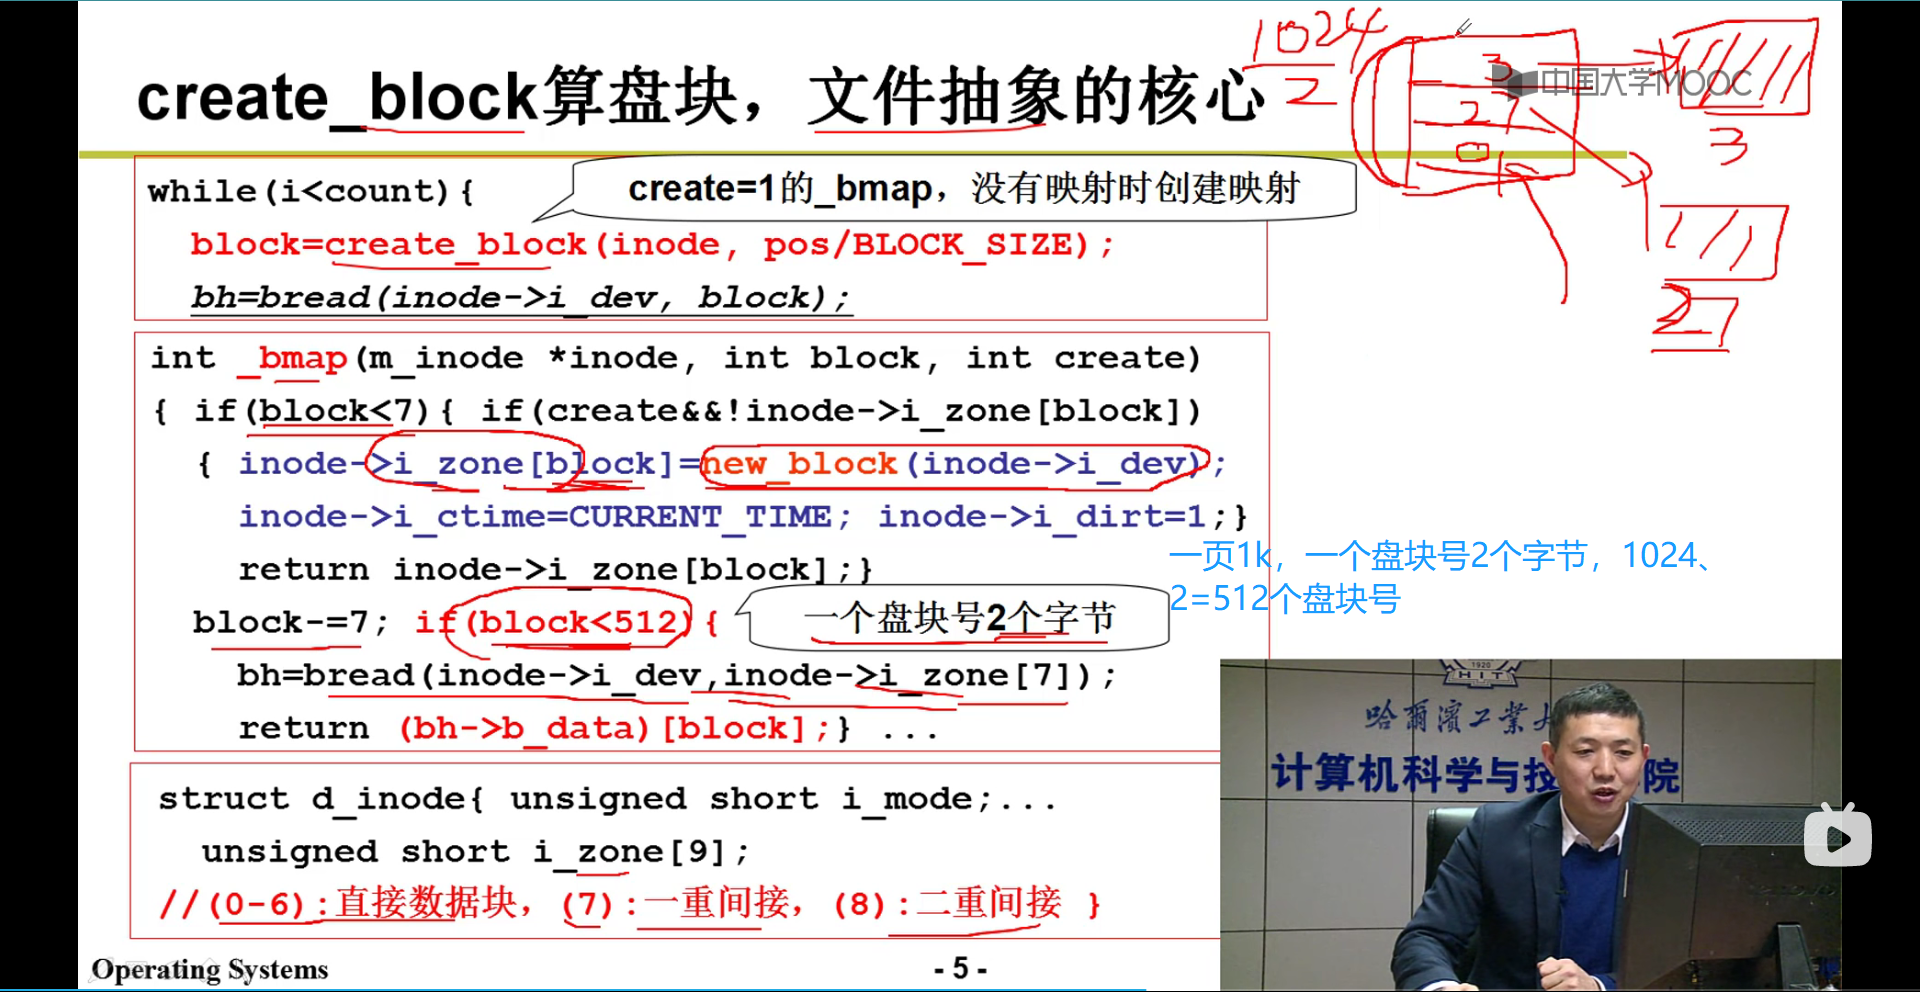 1024
2
3
中国大学MOOC
create_block算盘块，文件抽象的核心
27
3
27
create=1的_bmap，没有映射时创建映射
while(i<count){
block=create_block(inode, pos/BLOCK_SIZE);
bh=bread(inode->i_dev, block);
int _bmap(m_inode *inode, int block, int create)
{ if(block<7){ if(create&&!inode->i_zone[block])
{ inode->i_zone[block]=new_block(inode->i_dev);
inode->i_ctime=CURRENT_TIME; inode->i_dirt=1;}
return inode->i_zone[block];}
一页1k，一个盘块号2个字节，1024、
2=512个盘块号
block-=7; if(block<512){
一个盘块号2个字节
bh=bread(inode->i_dev,inode->i_zone[7]);
return (bh->b_data)[block];} ...
struct d_inode{ unsigned short i_mode;...
unsigned short i_zone[9];
//(0-6):直接数据块，(7):一重间接，(8):二重间接 }
1920
HIT
哈爾濱工業大
计算机科学与技 院
Operating Systems
- 5 -